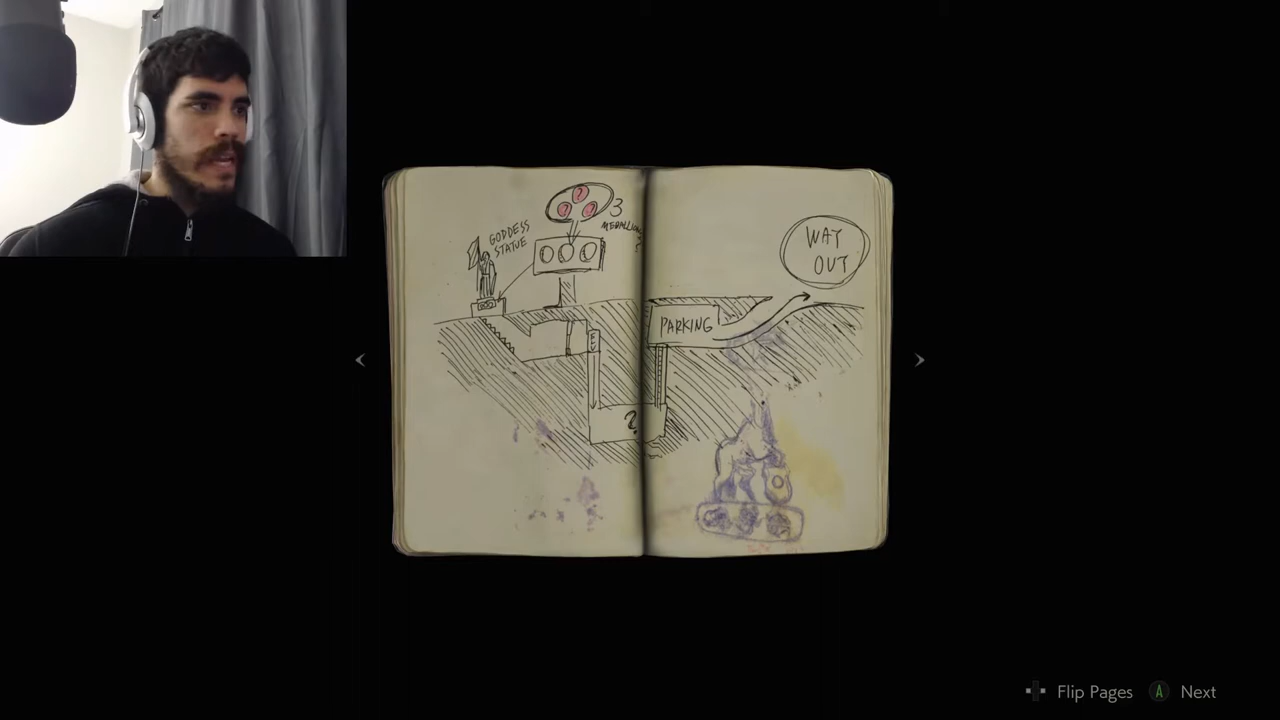 3
MEDALLIONS
?
GODDESS
STATUE
WAY
OUT
PARKING
?
Flip Pages
A Next